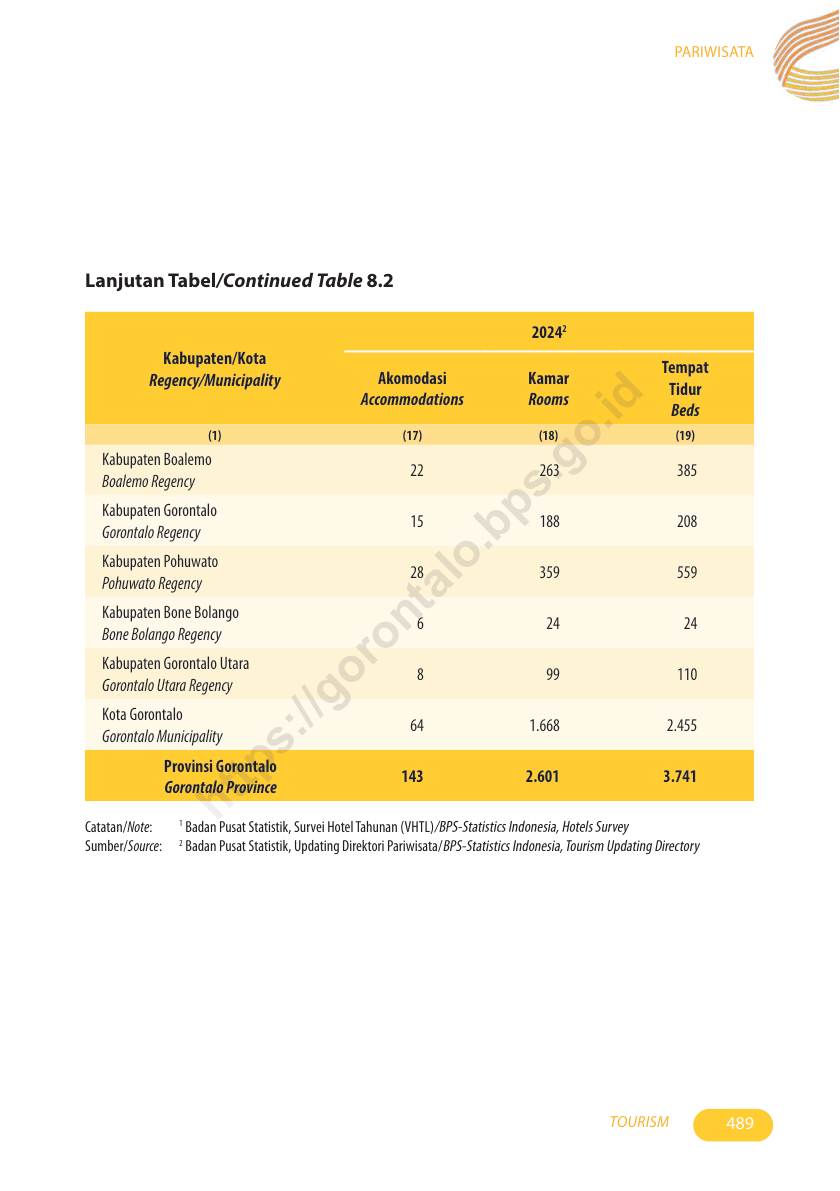 PARIWISATA
Lanjutan Tabel/Continued Table 8.2
Kabupaten/Kota
Regency/Municipality
2024²
Akomodasi
Accommodations
Kamar
Rooms
Tempat
Tidur
Beds
(1) (17) (18) (19)
Kabupaten Boalemo
Boalemo Regency
22 263 385
Kabupaten Gorontalo
Gorontalo Regency
15 188 208
Kabupaten Pohuwato
Pohuwato Regency
28 359 559
Kabupaten Bone Bolango
Bone Bolango Regency
6 24 24
Kabupaten Gorontalo Utara
Gorontalo Utara Regency
8 99 110
Kota Gorontalo
Gorontalo Municipality
64 1.668 2.455
Provinsi Gorontalo
Gorontalo Province
143 2.601 3.741
Catatan/Note: ¹ Badan Pusat Statistik, Survei Hotel Tahunan (VHTL)/BPS-Statistics Indonesia, Hotels Survey
Sumber/Source: ² Badan Pusat Statistik, Updating Direktori Pariwisata/BPS-Statistics Indonesia, Tourism Updating Directory
https://gorontalo.bps.go.id
TOURISM 489